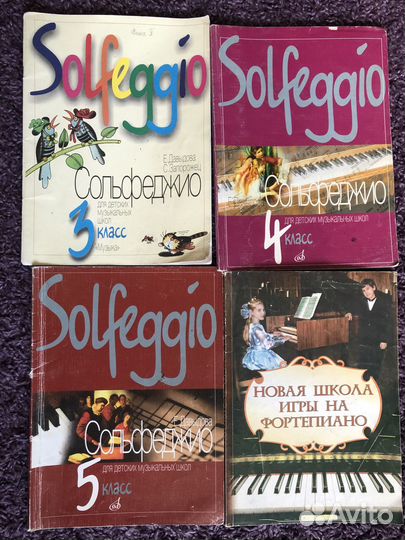 Solfeggio
Е. Давыдова
С. Запорожец
Сольфеджио
для детских
музыкальных
школ
3 класс
«Музыка»
Solfeggio
Сольфеджио
для детских музыкальных школ
4 класс
Solfeggio
Е. Давыдова
Сольфеджио
для детских музыкальных школ
5 класс
НОВАЯ ШКОЛА
ИГРЫ НА
ФОРТЕПИАНО
Avito